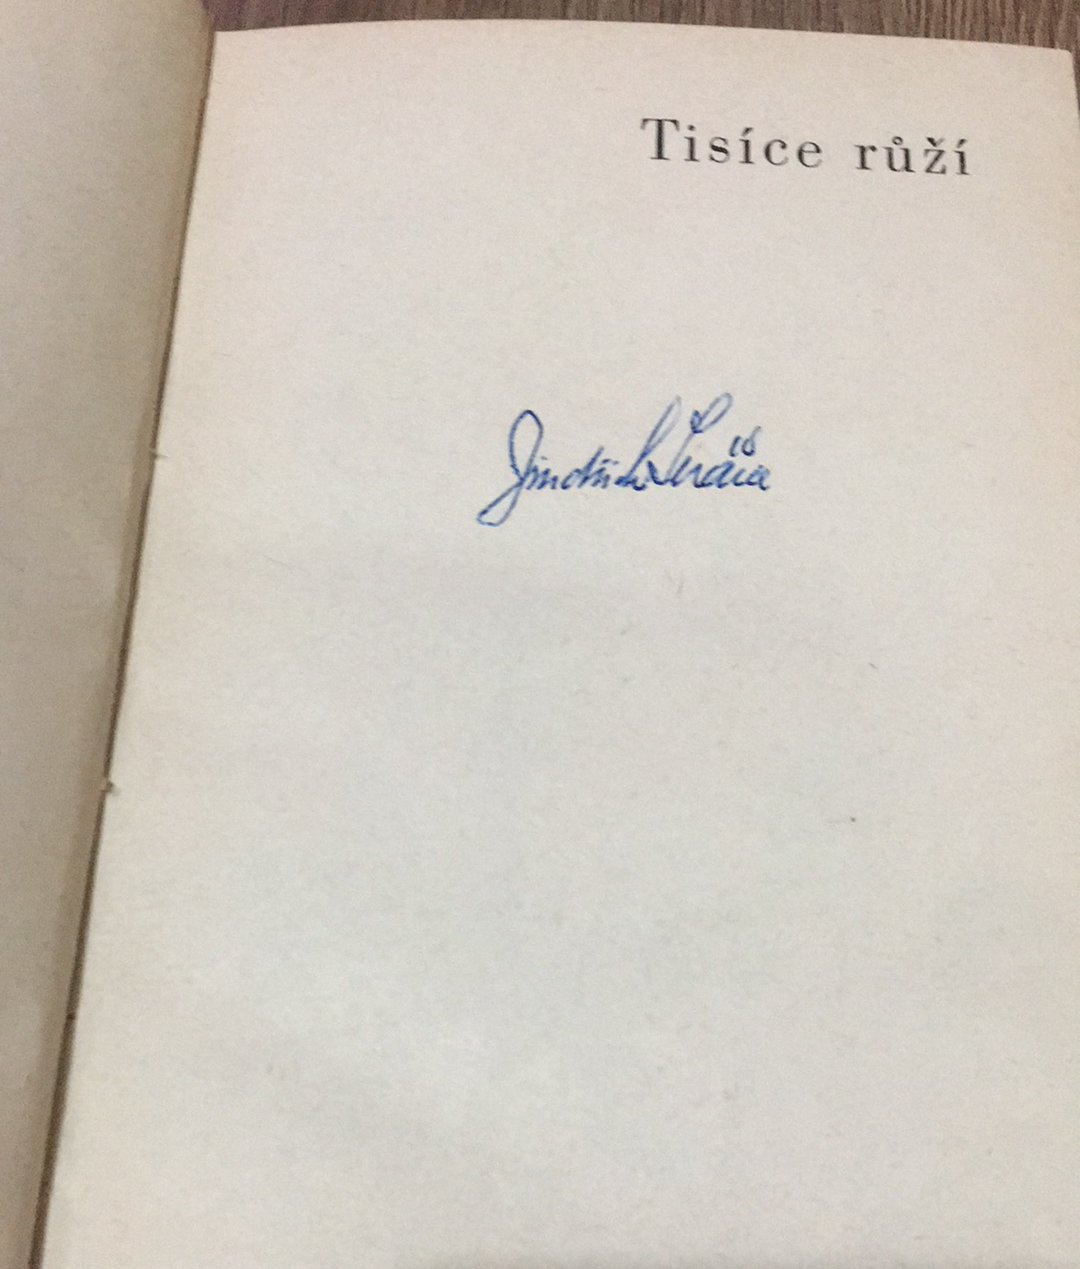 Tisíce růží
Jindřich